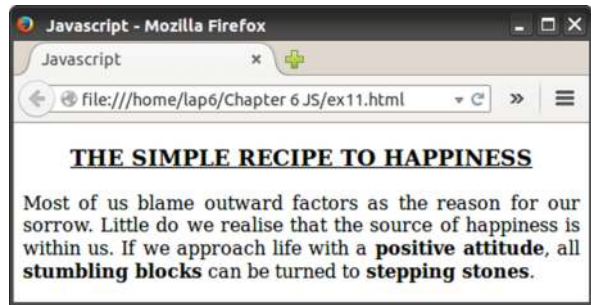 Javascript - Mozilla Firefox
Javascript
file:///home/lap6/Chapter 6 JS/ex11.html
THE SIMPLE RECIPE TO HAPPINESS
Most of us blame outward factors as the reason for our
sorrow. Little do we realise that the source of happiness is
within us. If we approach life with a positive attitude, all
stumbling blocks can be turned to stepping stones.